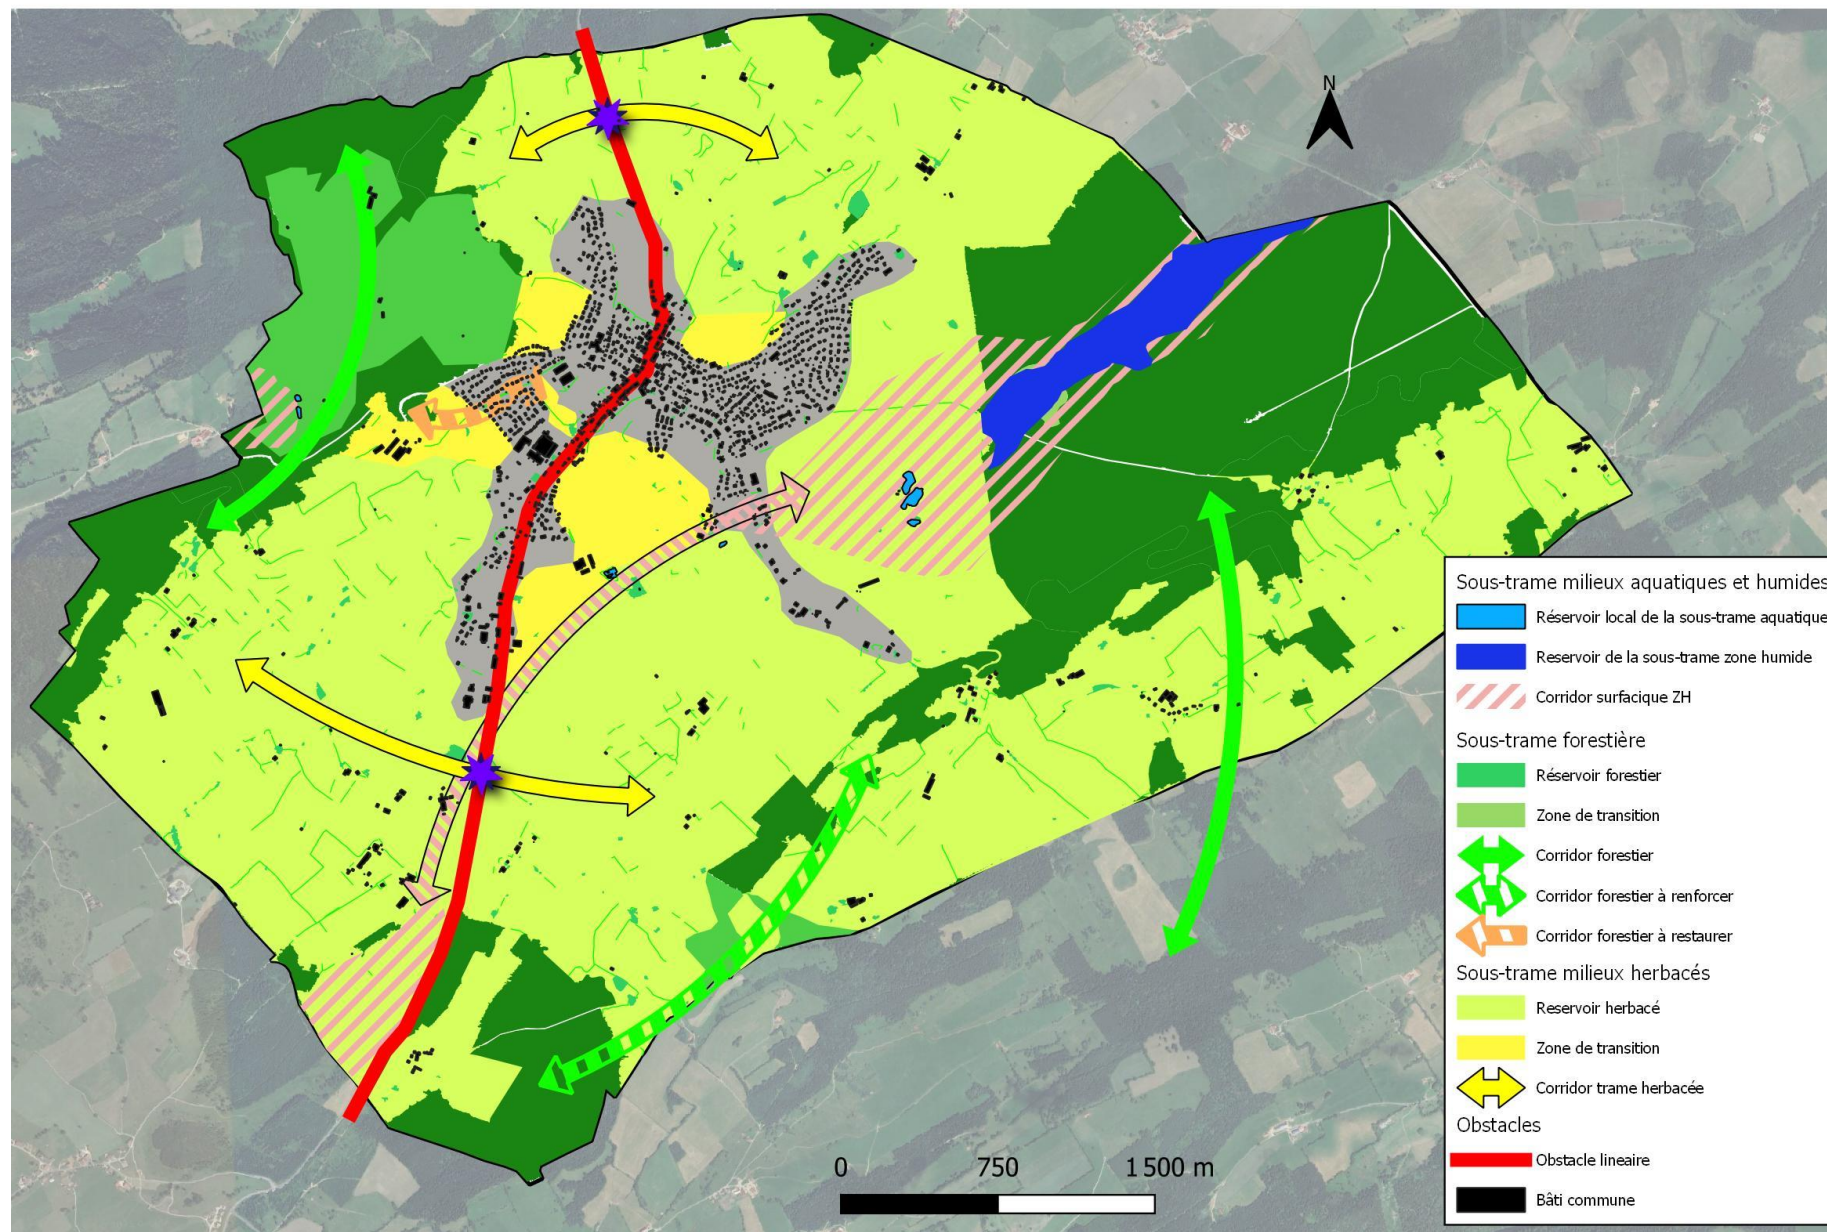 N
Sous-trame milieux aquatiques et humides
Réservoir local de la sous-trame aquatique
Reservoir de la sous-trame zone humide
Corridor surfacique ZH
Sous-trame forestière
Réservoir forestier
Zone de transition
Corridor forestier
Corridor forestier à renforcer
Corridor forestier à restaurer
Sous-trame milieux herbacés
Reservoir herbacé
Zone de transition
Corridor trame herbacée
Obstacles
Obstacle lineaire
Bâti commune
0 750 1 500 m